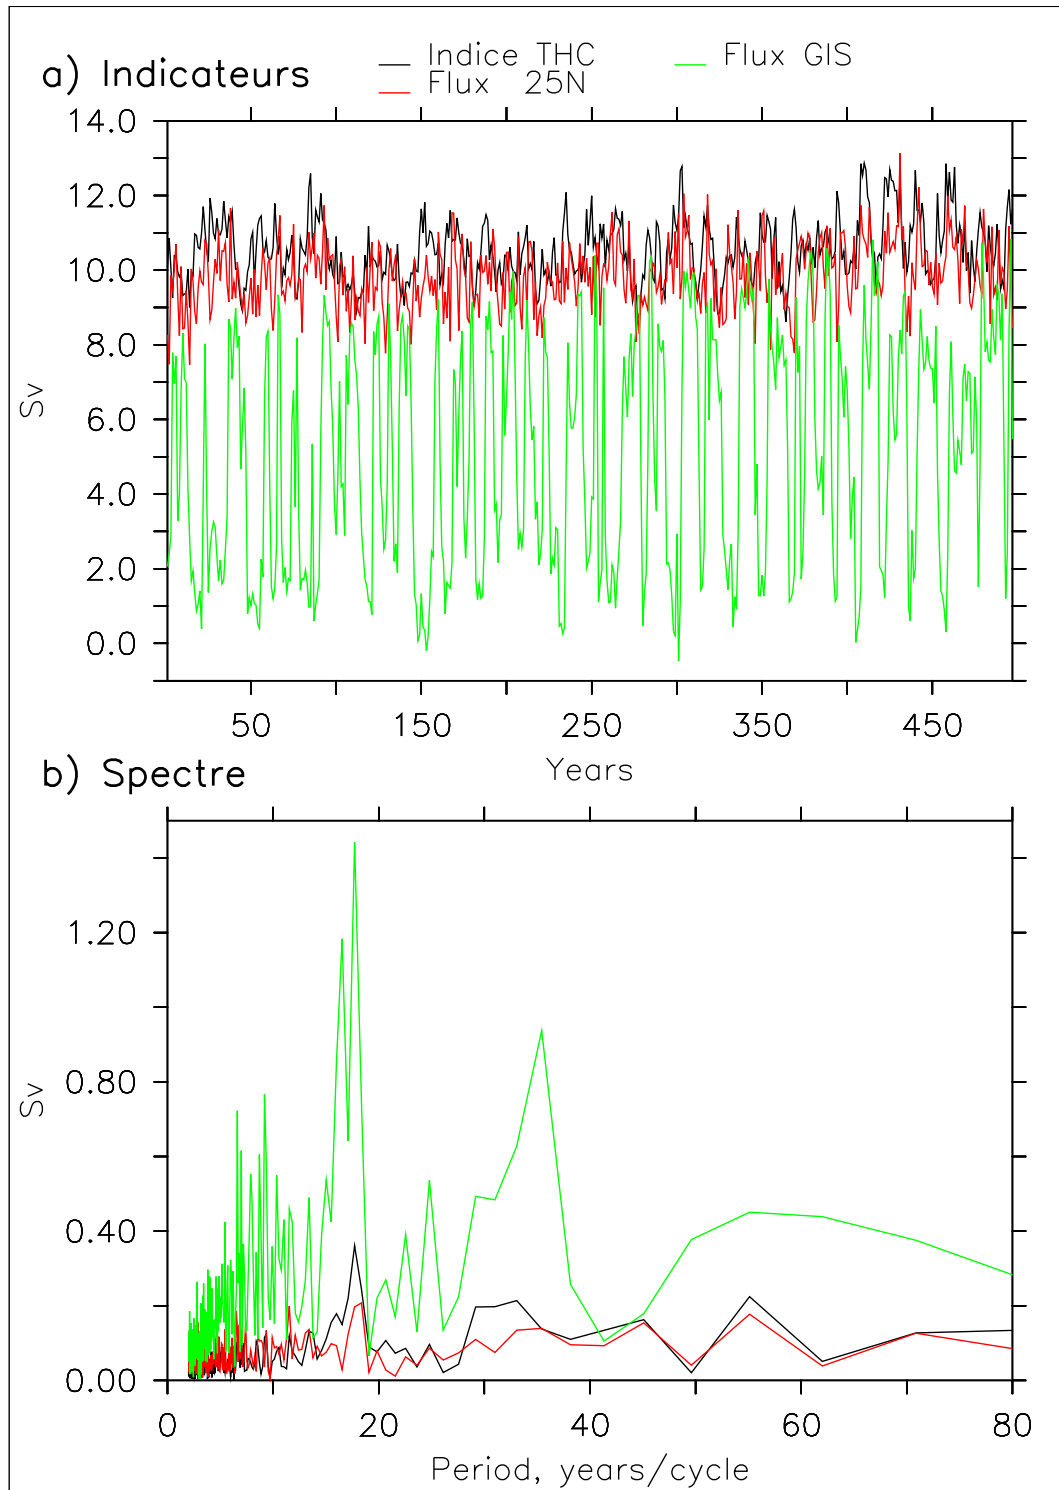 a) Indicateurs
Indice THC
Flux GIS
Flux 25N
14.0
12.0
10.0
8.0
6.0
4.0
2.0
0.0
Sv
50 150 250 350 450
Years
b) Spectre
1.20
0.80
0.40
0.00
Sv
0 20 40 60 80
Period, years/cycle